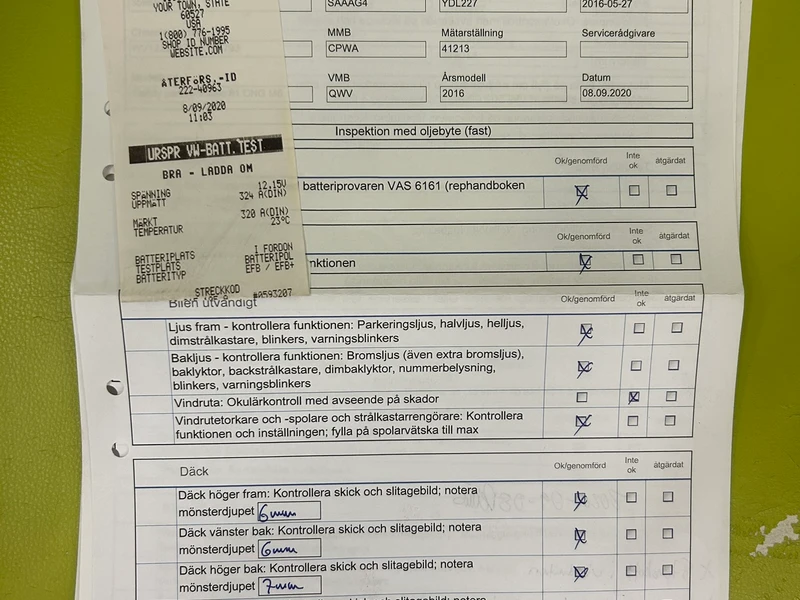 YOUR TOWN, STATE
60527
USA
1(800) 776-1995
SHOP ID NUMBER
WEBSITE.COM
ÅTERFÖRS.-ID
222-40963
8/09/2020
11:03
URSPR VW-BATT.TEST
BRA - LADDA OM
SPÄNNING 12.15V
UPPMÄTT 324 A(DIN)
MÄRKT 320 A(DIN)
TEMPERATUR 23°C
BATTERIPLATS I FORDON
TESTPLATS BATTERIPOL
BATTERITYP EFB / EFB+
STRECKKOD
#0593207
SAAAG4 YDL227 2016-05-27
MMB Mätarställning Servicerådgivare
CPWA 41213
VMB Årsmodell Datum
QWV 2016 08.09.2020
Inspektion med oljebyte (fast)
Ok/genomförd Inte ok åtgärdat
batteriprovaren VAS 6161 (rephandboken
Ok/genomförd Inte ok åtgärdat
nktionen
Bilen utvändigt Ok/genomförd Inte ok åtgärdat
Ljus fram - kontrollera funktionen: Parkeringsljus, halvljus, helljus,
dimstrålkastare, blinkers, varningsblinkers
Bakljus - kontrollera funktionen: Bromsljus (även extra bromsljus),
baklyktor, backstrålkastare, dimbaklyktor, nummerbelysning,
blinkers, varningsblinkers
Vindruta: Okulärkontroll med avseende på skador
Vindrutetorkare och -spolare och strålkastarrengörare: Kontrollera
funktionen och inställningen; fylla på spolarvätska till max
Däck Ok/genomförd Inte ok åtgärdat
Däck höger fram: Kontrollera skick och slitagebild; notera
mönsterdjupet 6mm
Däck vänster bak: Kontrollera skick och slitagebild; notera
mönsterdjupet 6mm
Däck höger bak: Kontrollera skick och slitagebild; notera
mönsterdjupet 7mm
Kontrollera skick och slitagebild; notera